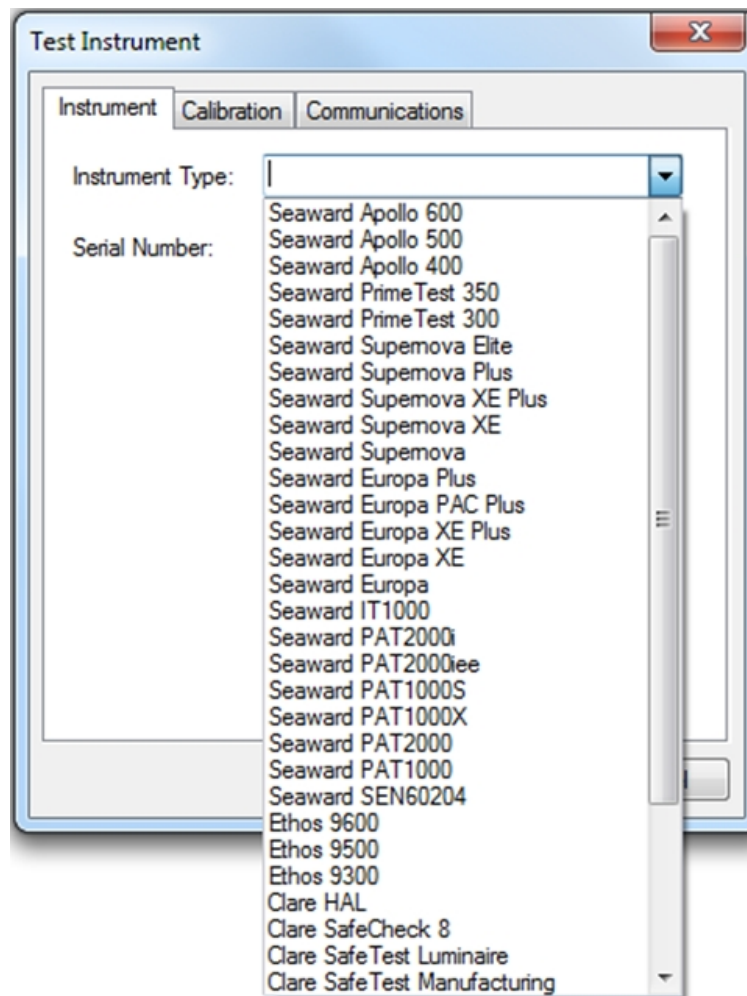 Test Instrument
Instrument Calibration Communications
Instrument Type:
Serial Number:
Seaward Apollo 600
Seaward Apollo 500
Seaward Apollo 400
Seaward PrimeTest 350
Seaward PrimeTest 300
Seaward Supernova Elite
Seaward Supernova Plus
Seaward Supernova XE Plus
Seaward Supernova XE
Seaward Supernova
Seaward Europa Plus
Seaward Europa PAC Plus
Seaward Europa XE Plus
Seaward Europa XE
Seaward Europa
Seaward IT1000
Seaward PAT2000i
Seaward PAT2000iee
Seaward PAT1000S
Seaward PAT1000X
Seaward PAT2000
Seaward PAT1000
Seaward SEN60204
Ethos 9600
Ethos 9500
Ethos 9300
Clare HAL
Clare SafeCheck 8
Clare SafeTest Luminaire
Clare SafeTest Manufacturing